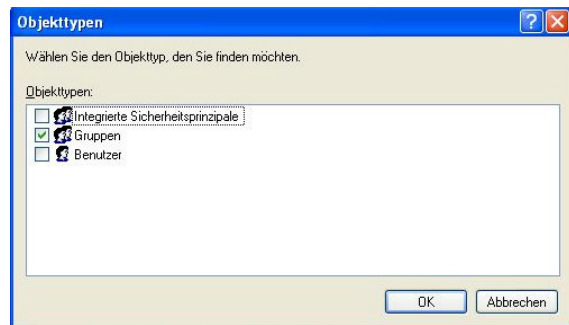 Objekttypen
Wählen Sie den Objekttyp, den Sie finden möchten.
Objekttypen:
Integrierte Sicherheitsprinzipale
Gruppen
Benutzer
OK Abbrechen